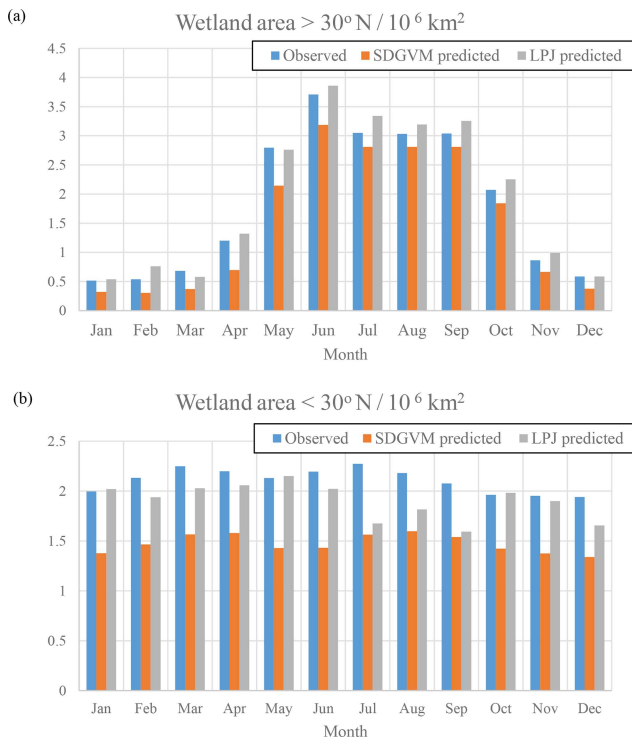 (a)
Wetland area > 30° N / 10⁶ km²
Observed SDGVM predicted LPJ predicted
4.5
4
3.5
3
2.5
2
1.5
1
0.5
0
Jan Feb Mar Apr May Jun Jul Aug Sep Oct Nov Dec
Month
(b)
Wetland area < 30° N / 10⁶ km²
Observed SDGVM predicted LPJ predicted
2.5
2
1.5
1
0.5
0
Jan Feb Mar Apr May Jun Jul Aug Sep Oct Nov Dec
Month